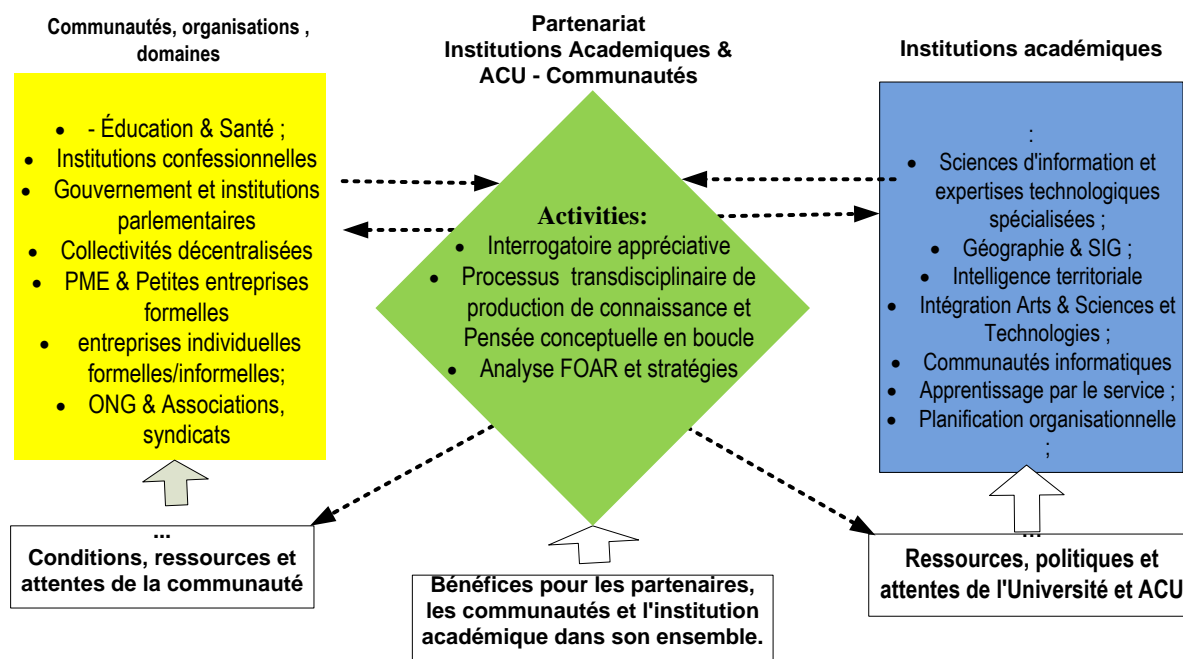 Communautés, organisations ,
domaines
• - Éducation & Santé ;
• Institutions confessionnelles
• Gouvernement et institutions
parlementaires
• Collectivités décentralisées
• PME & Petites entreprises
formelles
• entreprises individuelles
formelles/informelles;
• ONG & Associations,
syndicats
...
Conditions, ressources et
attentes de la communauté
Partenariat
Institutions Academiques &
ACU - Communautés
Activities:
• Interrogatoire appréciative
• Processus transdisciplinaire de
production de connaissance et
Pensée conceptuelle en boucle
• Analyse FOAR et stratégies
Bénéfices pour les partenaires,
les communautés et l'institution
académique dans son ensemble.
Institutions académiques
:
• Sciences d'information et
expertises technologiques
spécialisées ;
• Géographie & SIG ;
• Intelligence territoriale
• Intégration Arts & Sciences et
Technologies ;
• Communautés informatiques
• Apprentissage par le service ;
• Planification organisationnelle
;
...
Ressources, politiques et
attentes de l'Université et ACU